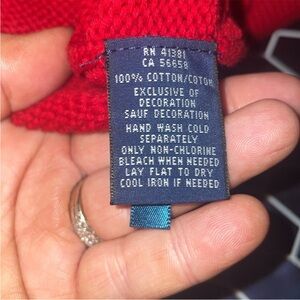 RN 41381
CA 56658
100% COTTON/COTON
EXCLUSIVE OF
DECORATION
SAUF DECORATION
HAND WASH COLD
SEPARATELY
ONLY NON-CHLORINE
BLEACH WHEN NEEDED
LAY FLAT TO DRY
COOL IRON IF NEEDED